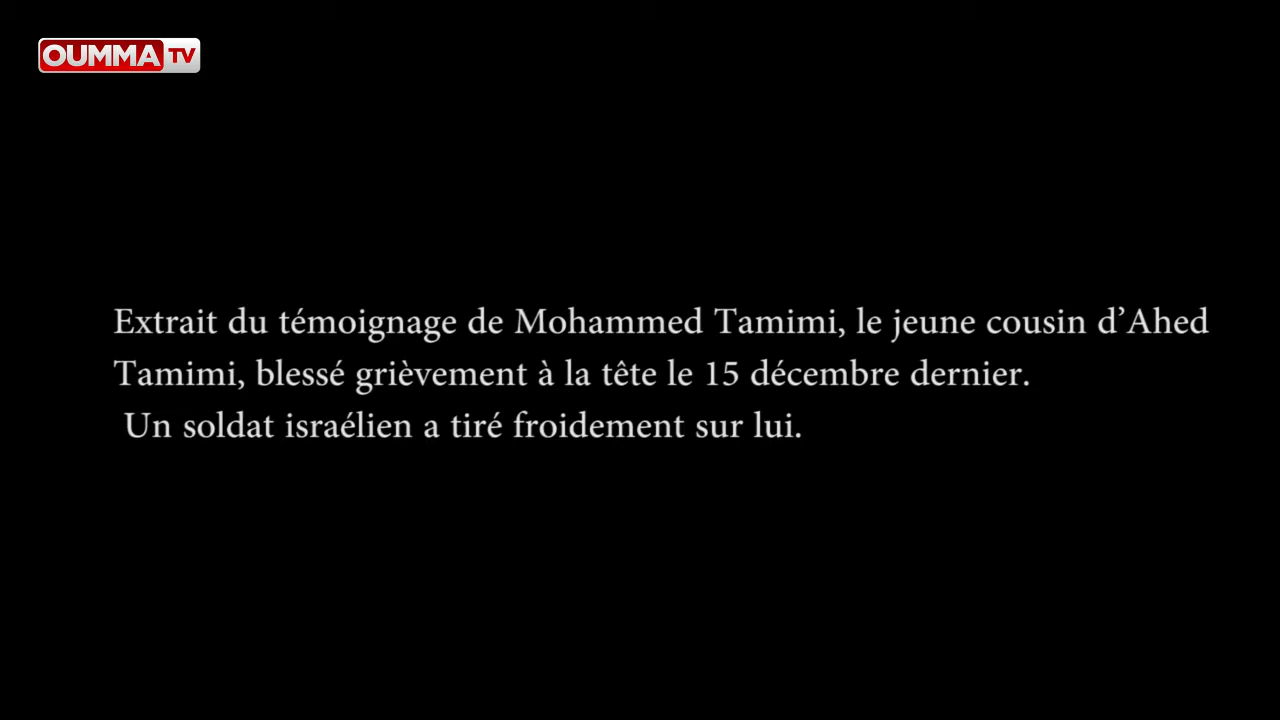 OUMMA TV
Extrait du témoignage de Mohammed Tamimi, le jeune cousin d’Ahed
Tamimi, blessé grièvement à la tête le 15 décembre dernier.
Un soldat israélien a tiré froidement sur lui.